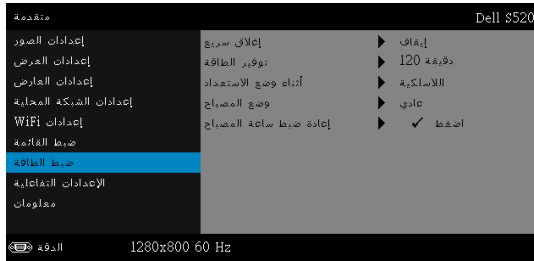 متقدمة
Dell S520
إعدادات الصور
إعدادات العرض
إعدادات العارض
إعدادات الشبكة المحلية
إعدادات WiFi
ضبط القائمة
ضبط الطاقة
الإعدادات التفاعلية
معلومات
إغلاق سريع
إيقاف
توفير الطاقة
120 دقيقة
أثناء وضع الاستعداد
اللاسلكية
وضع المصباح
عادي
إعادة ضبط ساعة المصباح
اضغط ✓
الدقة
1280x800 60 Hz